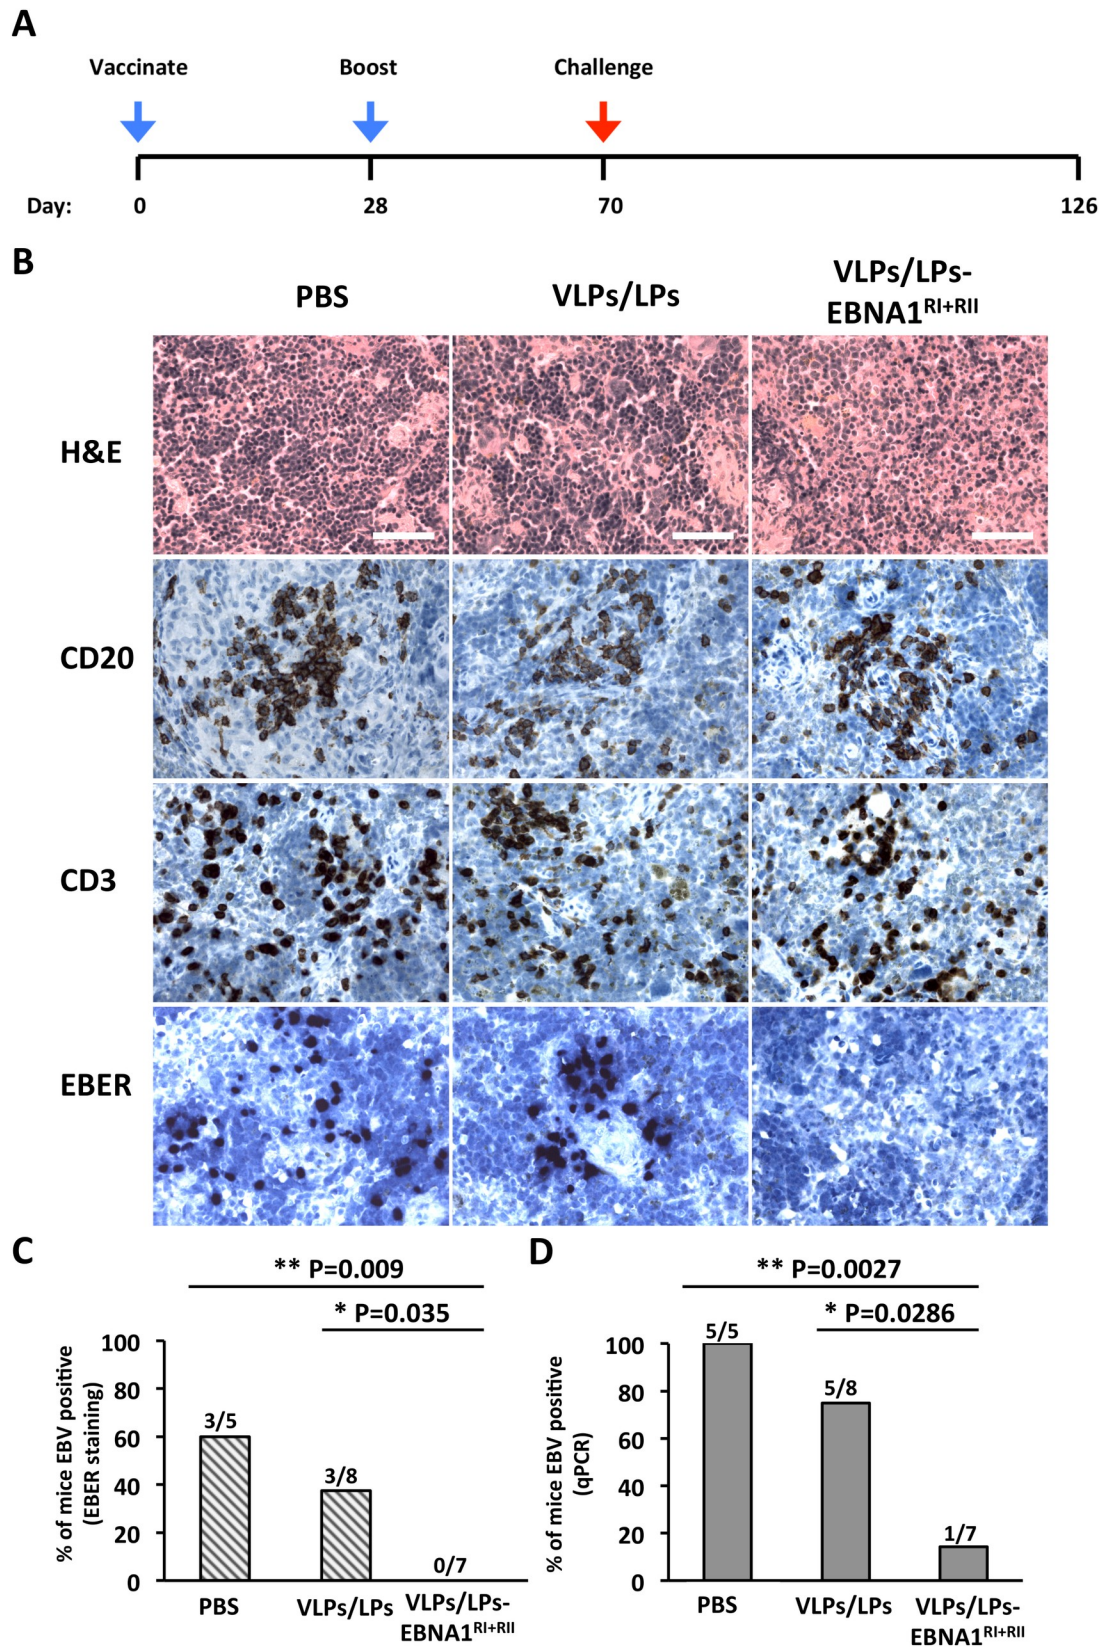 A
Vaccinate Boost Challenge
Day: 0 28 70 126
B
PBS VLPs/LPs VLPs/LPs-
EBNA1RI+RII
H&E
CD20
CD3
EBER
C
** P=0.009
* P=0.035
% of mice EBV positive
(EBER staining)
100
80
60
40
20
0
3/5
3/8
0/7
PBS VLPs/LPs VLPs/LPs-
EBNA1RI+RII
D
** P=0.0027
* P=0.0286
% of mice EBV positive
(qPCR)
100
80
60
40
20
0
5/5
5/8
1/7
PBS VLPs/LPs VLPs/LPs-
EBNA1RI+RII